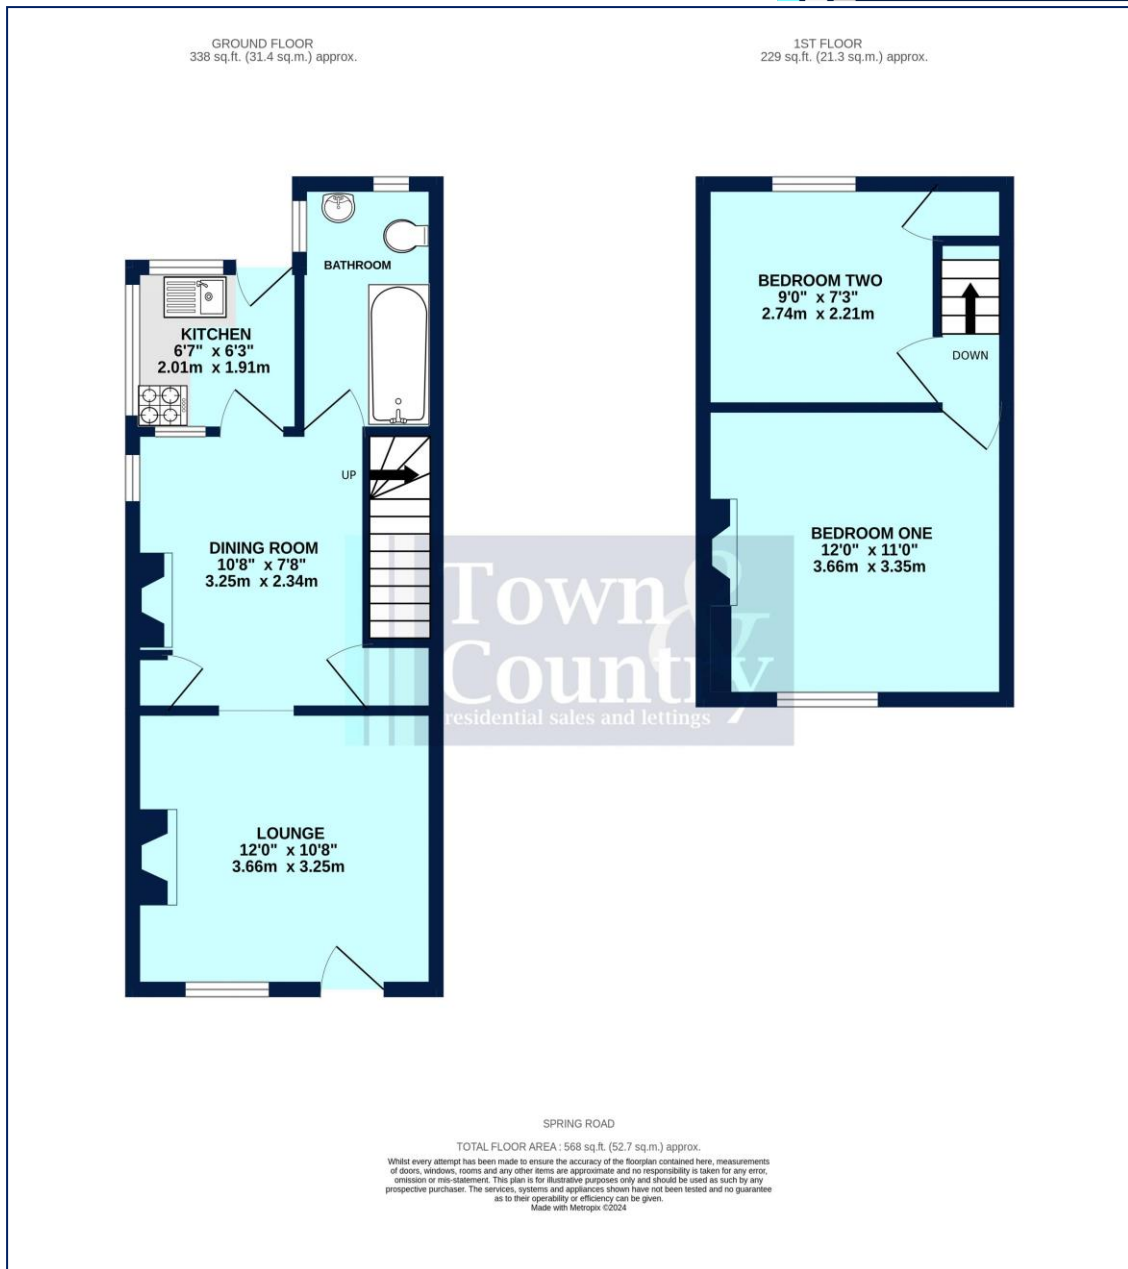 GROUND FLOOR
338 sq.ft. (31.4 sq.m.) approx.
1ST FLOOR
229 sq.ft. (21.3 sq.m.) approx.
BATHROOM
KITCHEN
6'7" x 6'3"
2.01m x 1.91m
UP
DINING ROOM
10'8" x 7'8"
3.25m x 2.34m
LOUNGE
12'0" x 10'8"
3.66m x 3.25m
BEDROOM TWO
9'0" x 7'3"
2.74m x 2.21m
DOWN
BEDROOM ONE
12'0" x 11'0"
3.66m x 3.35m
Town &
Country
residential sales and lettings
SPRING ROAD
TOTAL FLOOR AREA : 568 sq.ft. (52.7 sq.m.) approx.
Whilst every attempt has been made to ensure the accuracy of the floorplan contained here, measurements
of doors, windows, rooms and any other items are approximate and no responsibility is taken for any error,
omission or mis-statement. This plan is for illustrative purposes only and should be used as such by any
prospective purchaser. The services, systems and appliances shown have not been tested and no guarantee
as to their operability or efficiency can be given.
Made with Metropix ©2024